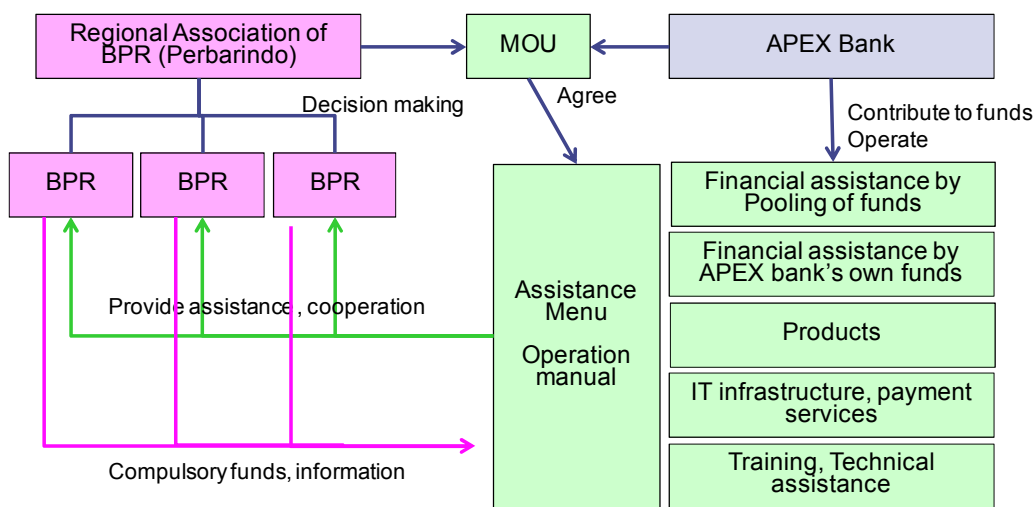 Regional Association of
BPR (Perbarindo)
MOU
APEX Bank
Decision making
Agree
Contribute to funds
Operate
BPR
BPR
BPR
Financial assistance by
Pooling of funds
Financial assistance by
APEX bank's own funds
Provide assistance , cooperation
Assistance
Menu
Operation
manual
Products
IT infrastructure, payment
services
Compulsory funds, information
Training, Technical
assistance